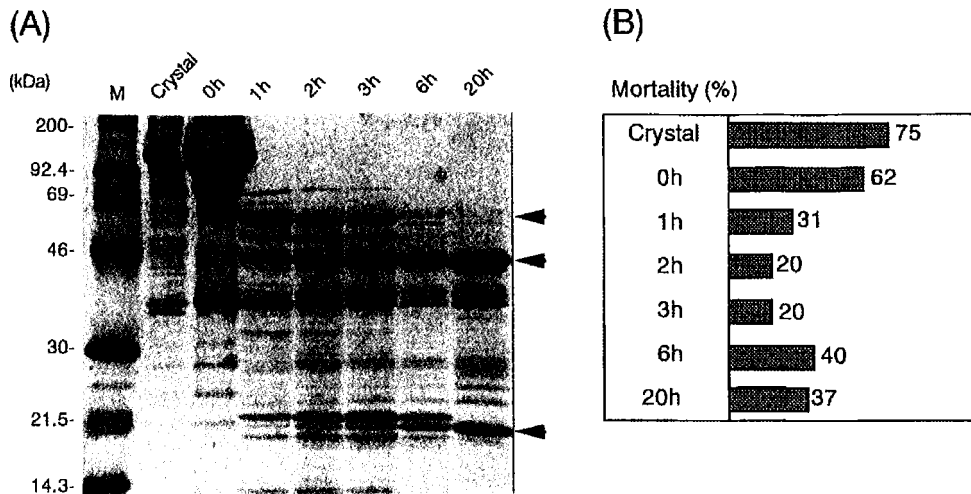 (A)
(kDa)
M
Crystal
0h
1h
2h
3h
6h
20h
200-
92.4-
69-
46-
30-
21.5-
14.3-
(B)
Mortality (%)
Crystal 75
0h 62
1h 31
2h 20
3h 20
6h 40
20h 37